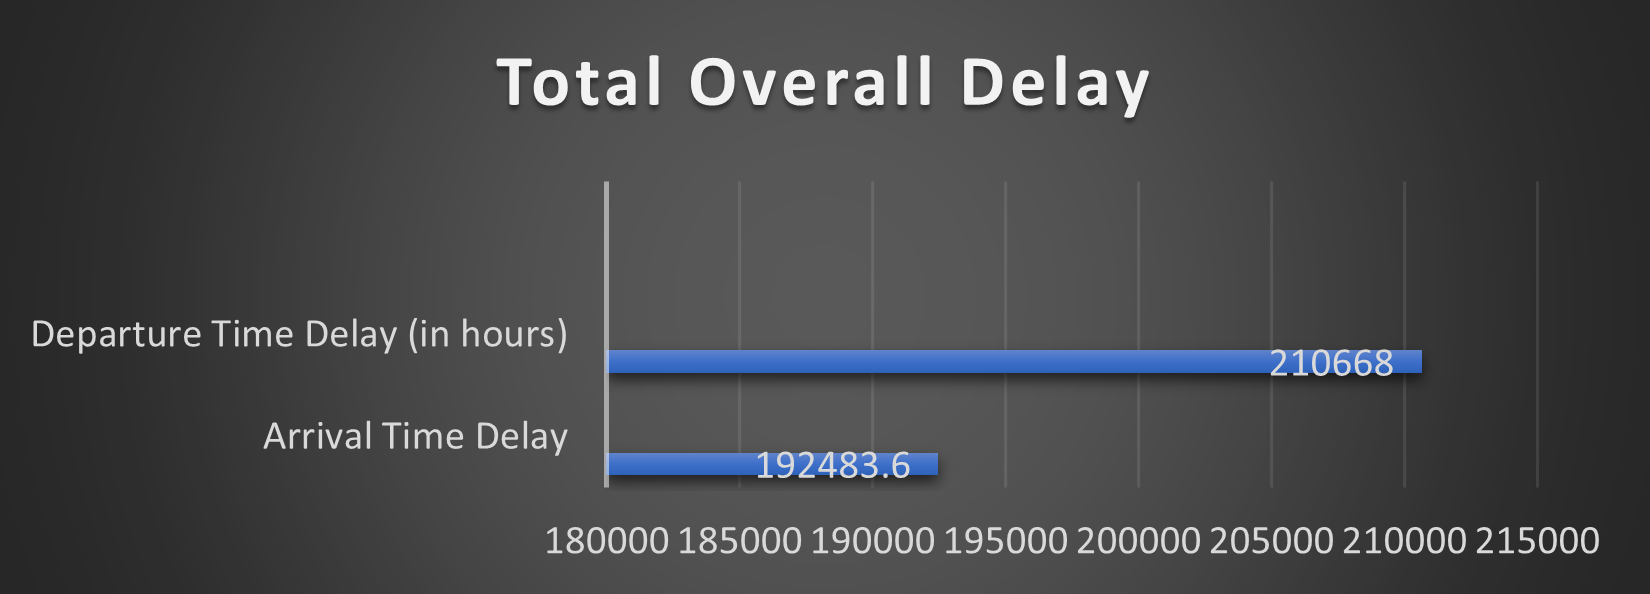 Total Overall Delay
Departure Time Delay (in hours)
210668
Arrival Time Delay
192483.6
180000 185000 190000 195000 200000 205000 210000 215000